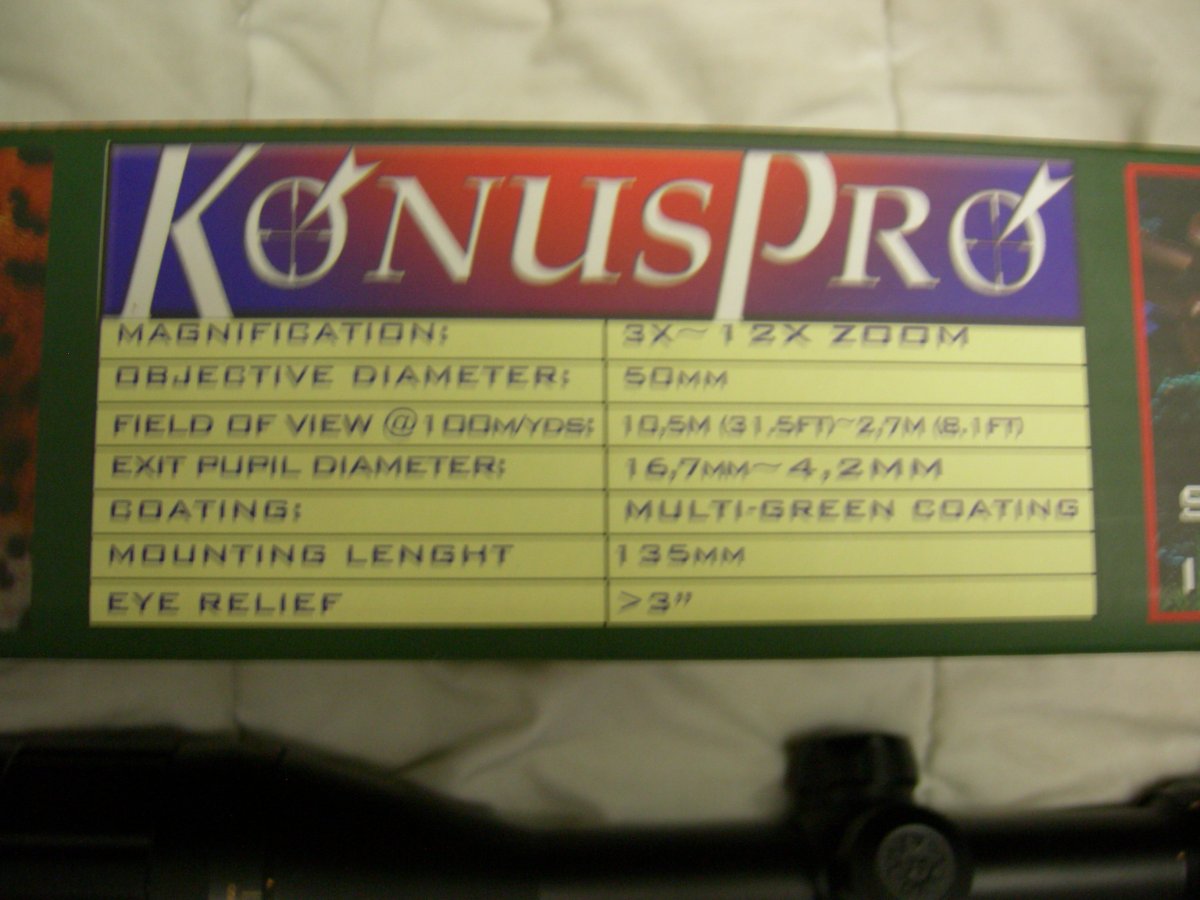 KONUSPRO
MAGNIFICATION: 3X~12X ZOOM
OBJECTIVE DIAMETER: 50MM
FIELD OF VIEW @100M/YDS: 10,5M (31,5FT)~2,7M (8.1FT)
EXIT PUPIL DIAMETER: 16,7MM~4,2MM
COATING: MULTI-GREEN COATING
MOUNTING LENGHT 135MM
EYE RELIEF >3”